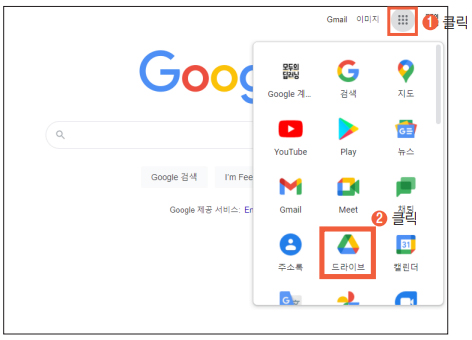 Gmail 이미지
1 클릭
Goog
모두의
딥러닝
Google 계... 검색 지도
YouTube Play 뉴스
Google 검색 I'm Fee
Gmail Meet 채팅
2 클릭
Google 제공 서비스: En
31
주소록 드라이브 캘린더